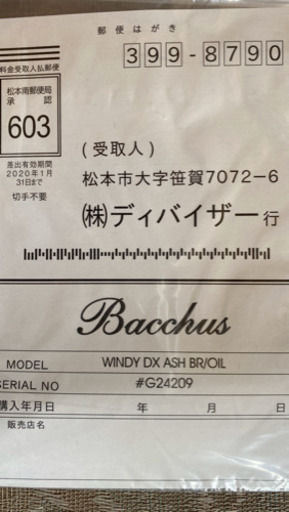 郵便はがき
399-8790
料金受取人払郵便
松本南郵便局
承認
603
差出有効期間
2020年1月
31日まで
切手不要
(受取人)
松本市大字笹賀7072-6
㈱ディバイザー行
Bacchus
MODEL WINDY DX ASH BR/OIL
SERIAL NO #G24209
購入年月日 年 月 日
販売店名